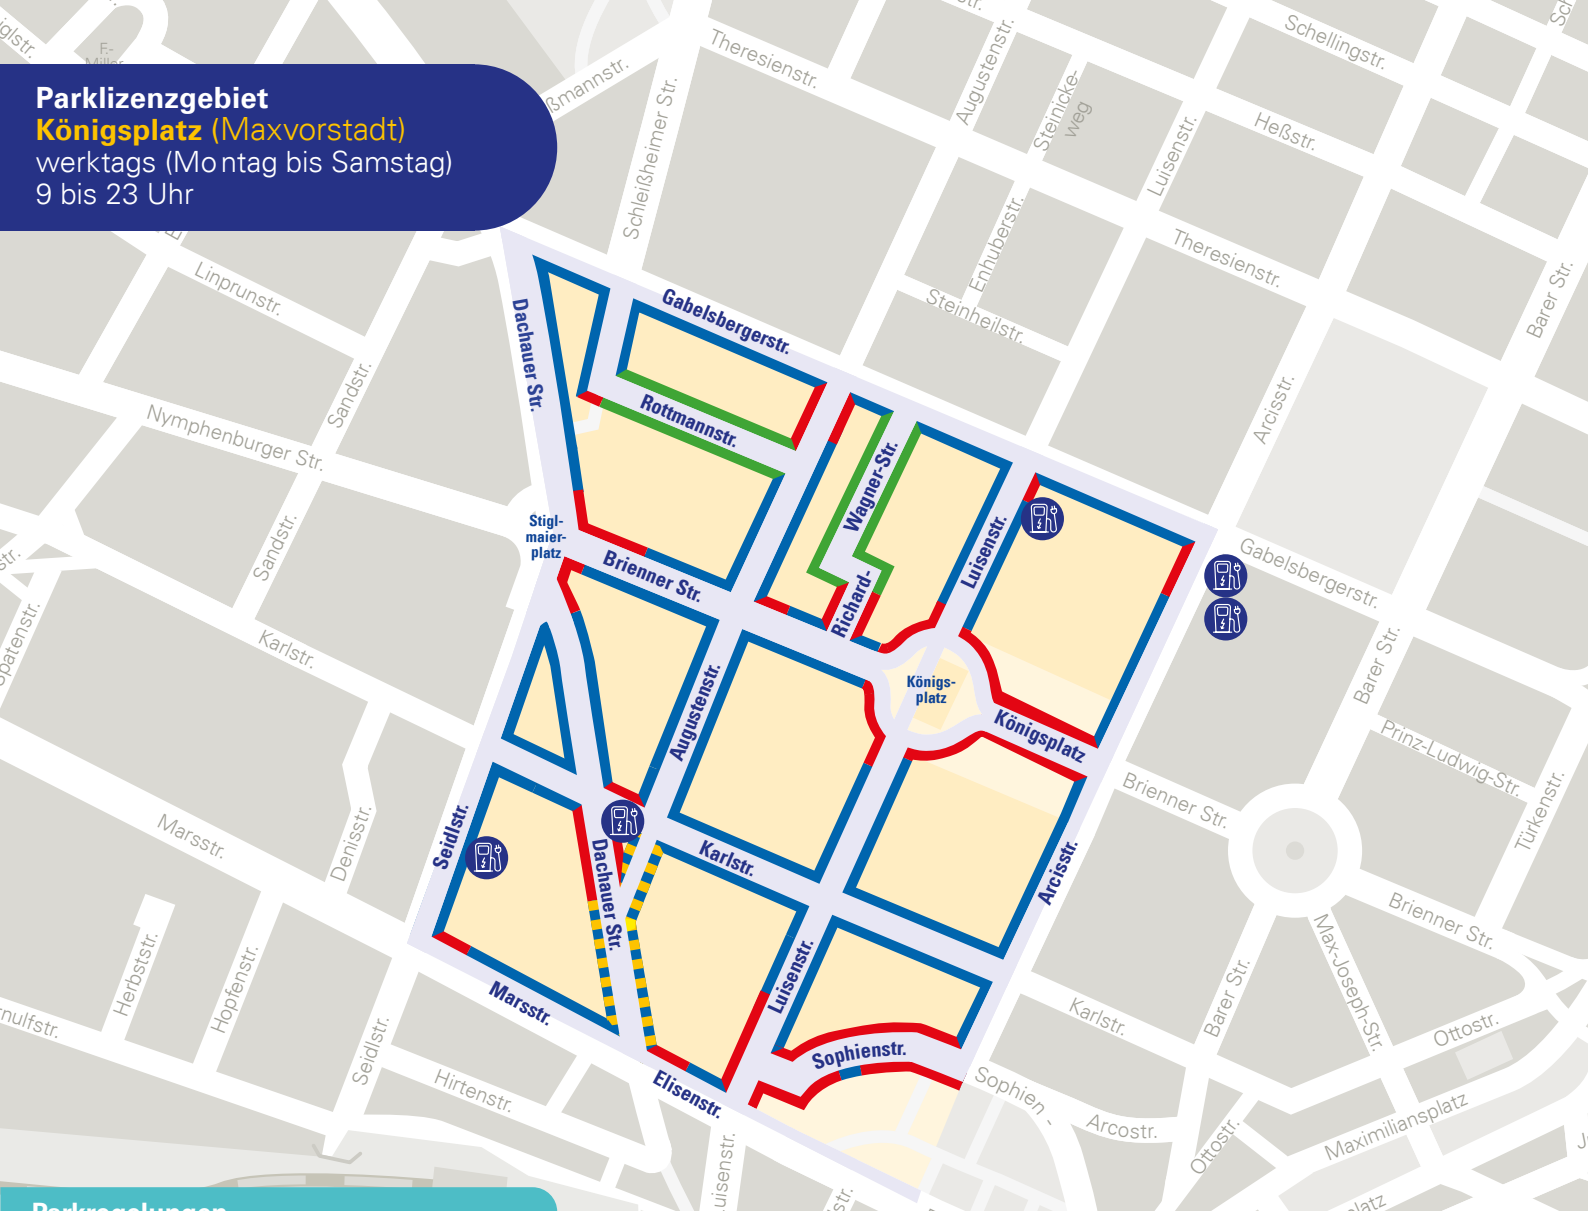 Parklizenzgebiet
Königsplatz (Maxvorstadt)
werktags (Montag bis Samstag)
9 bis 23 Uhr
F.-
Theresienstr.
Augustenstr.
Steinicke-
weg
Schellingstr.
Heßstr.
Luisenstr.
Schleißheimer Str.
Enhuberstr.
Theresienstr.
Steinheilstr.
Barer Str.
Linprunstr.
Sandstr.
Dachauer Str.
Gabelsbergerstr.
Arcisstr.
Nymphenburger Str.
Rottmannstr.
Wagner-Str.
Richard-
Luisenstr.
Stigl-
maier-
platz
Brienner Str.
Sandstr.
Gabelsbergerstr.
Karlstr.
Augustenstr.
Königs-
platz
Königsplatz
Barer Str.
Prinz-Ludwig-Str.
Brienner Str.
Türkenstr.
Marsstr.
Denisstr.
Seidlstr.
Dachauer Str.
Karlstr.
Arcisstr.
Brienner Str.
Max-Joseph-Str.
Herbststr.
Hopfenstr.
Marsstr.
Luisenstr.
Barer Str.
Karlstr.
Ottostr.
Seidlstr.
Hirtenstr.
Elisenstr.
Sophienstr.
Sophien -
Arcostr.
Ottostr.
Maximiliansplatz
Parkregelungen